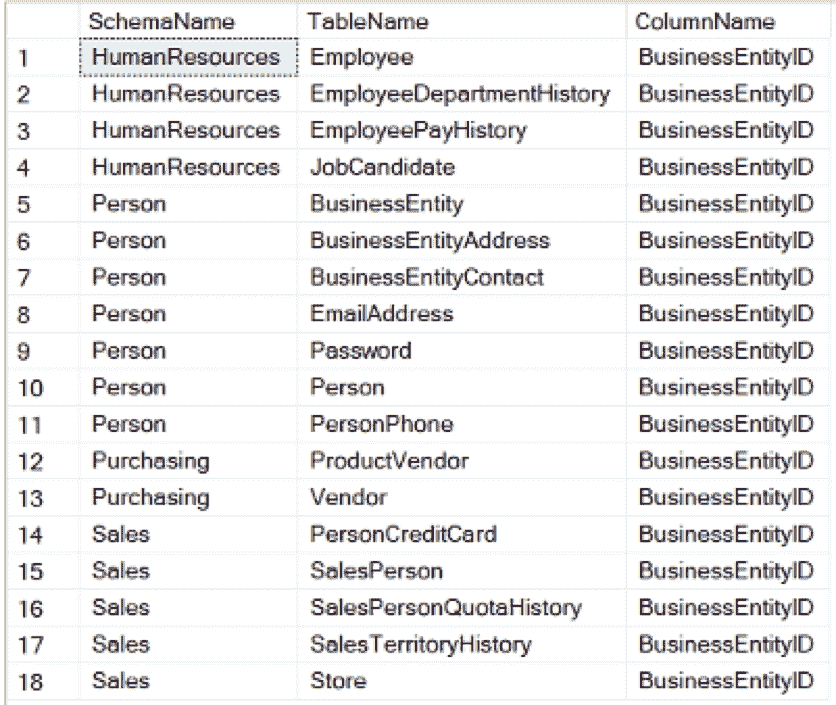 SchemaName TableName ColumnName
1 HumanResources Employee BusinessEntityID
2 HumanResources EmployeeDepartmentHistory BusinessEntityID
3 HumanResources EmployeePayHistory BusinessEntityID
4 HumanResources JobCandidate BusinessEntityID
5 Person BusinessEntity BusinessEntityID
6 Person BusinessEntityAddress BusinessEntityID
7 Person BusinessEntityContact BusinessEntityID
8 Person EmailAddress BusinessEntityID
9 Person Password BusinessEntityID
10 Person Person BusinessEntityID
11 Person PersonPhone BusinessEntityID
12 Purchasing ProductVendor BusinessEntityID
13 Purchasing Vendor BusinessEntityID
14 Sales PersonCreditCard BusinessEntityID
15 Sales SalesPerson BusinessEntityID
16 Sales SalesPersonQuotaHistory BusinessEntityID
17 Sales SalesTerritoryHistory BusinessEntityID
18 Sales Store BusinessEntityID